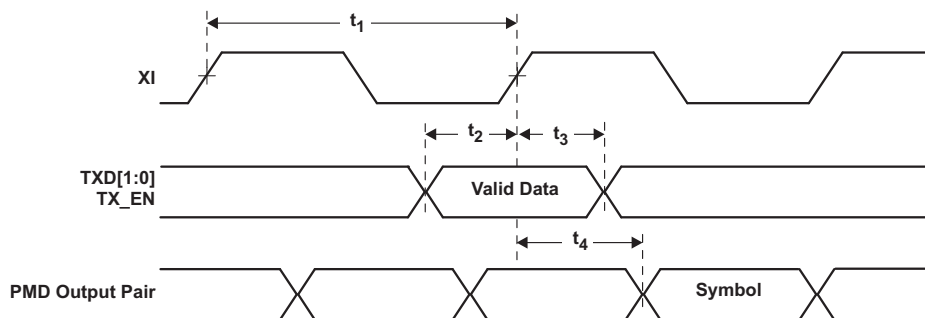 t1
XI
t2
t3
TXD[1:0]
TX_EN
Valid Data
t4
PMD Output Pair
Symbol